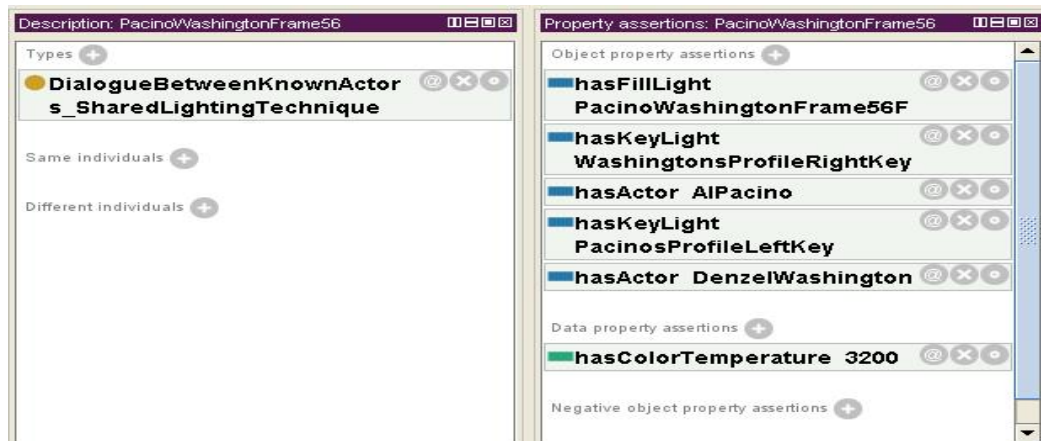 Description: PacinoWashingtonFrame56
Types
DialogueBetweenKnownActor
s_SharedLightingTechnique
Same individuals
Different individuals
Property assertions: PacinoWashingtonFrame56
Object property assertions
hasFillLight
PacinoWashingtonFrame56F
hasKeyLight
WashingtonsProfileRightKey
hasActor AlPacino
hasKeyLight
PacinosProfileLeftKey
hasActor DenzelWashington
Data property assertions
hasColorTemperature 3200
Negative object property assertions